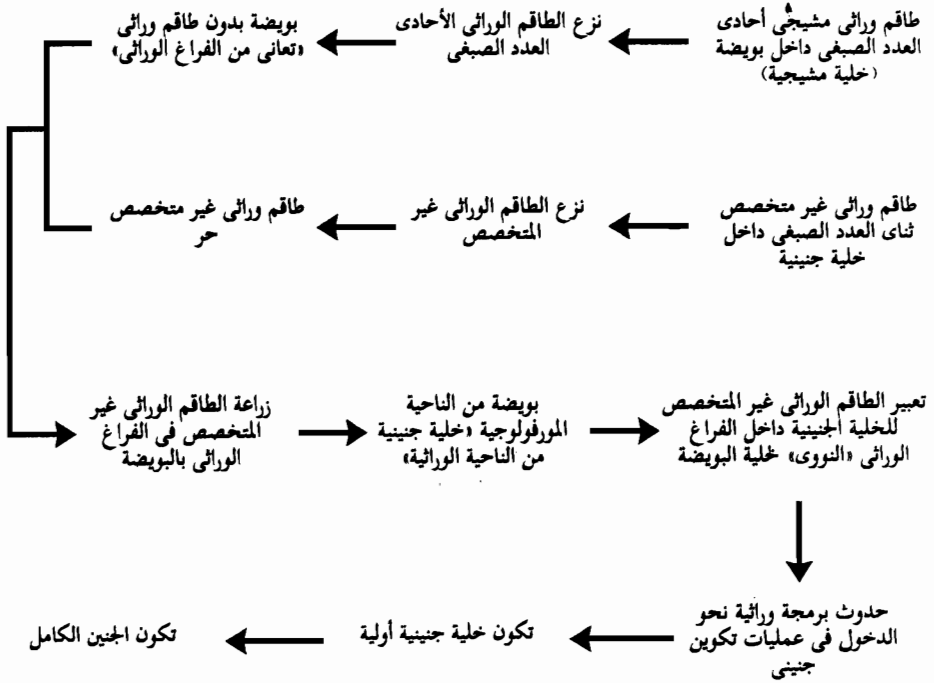 طاقم وراثى مشيجى أحادى
العدد الصبغى داخل بويضة
(خلية مشيجية)
نزع الطاقم الوراثى الأحادى
العدد الصبغى
بويضة بدون طاقم وراثى
«تعانى من الفراغ الوراثى»
طاقم وراثى غير متخصص
ثناى العدد الصبغى داخل
خلية جنينية
نزع الطاقم الوراثى غير
المتخصص
طاقم وراثى غير متخصص
حر
زراعة الطاقم الوراثى غير
المتخصص فى الفراغ
الوراثى بالبويضة
بويضة من الناحية
المورفولوجية «خلية جنينية
من الناحية الوراثية»
تعبير الطاقم الوراثى غير المتخصص
للخلية الجنينية داخل الفراغ
الوراثى «النووى» لخلية البويضة
حدوث برمجة وراثية نحو
الدخول فى عمليات تكوين
جنينى
تكون خلية جنينية أولية
تكون الجنين الكامل